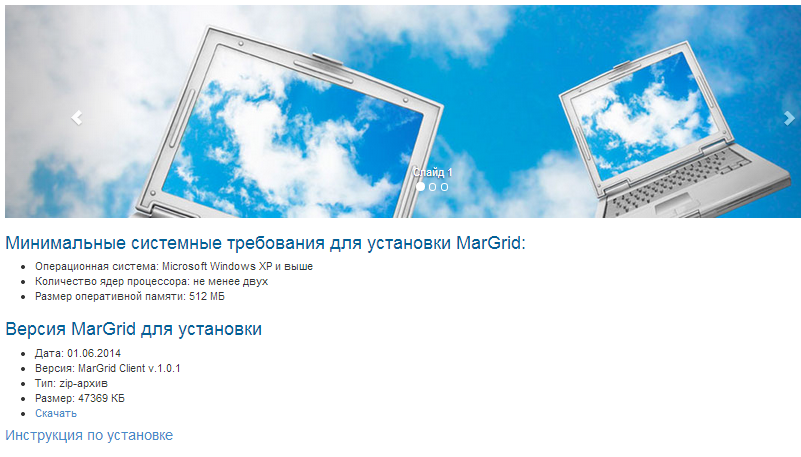 Слайд 1
Минимальные системные требования для установки MarGrid:
Операционная система: Microsoft Windows XP и выше
Количество ядер процессора: не менее двух
Размер оперативной памяти: 512 МБ
Версия MarGrid для установки
Дата: 01.06.2014
Версия: MarGrid Client v.1.0.1
Тип: zip-архив
Размер: 47369 КБ
Скачать
Инструкция по установке